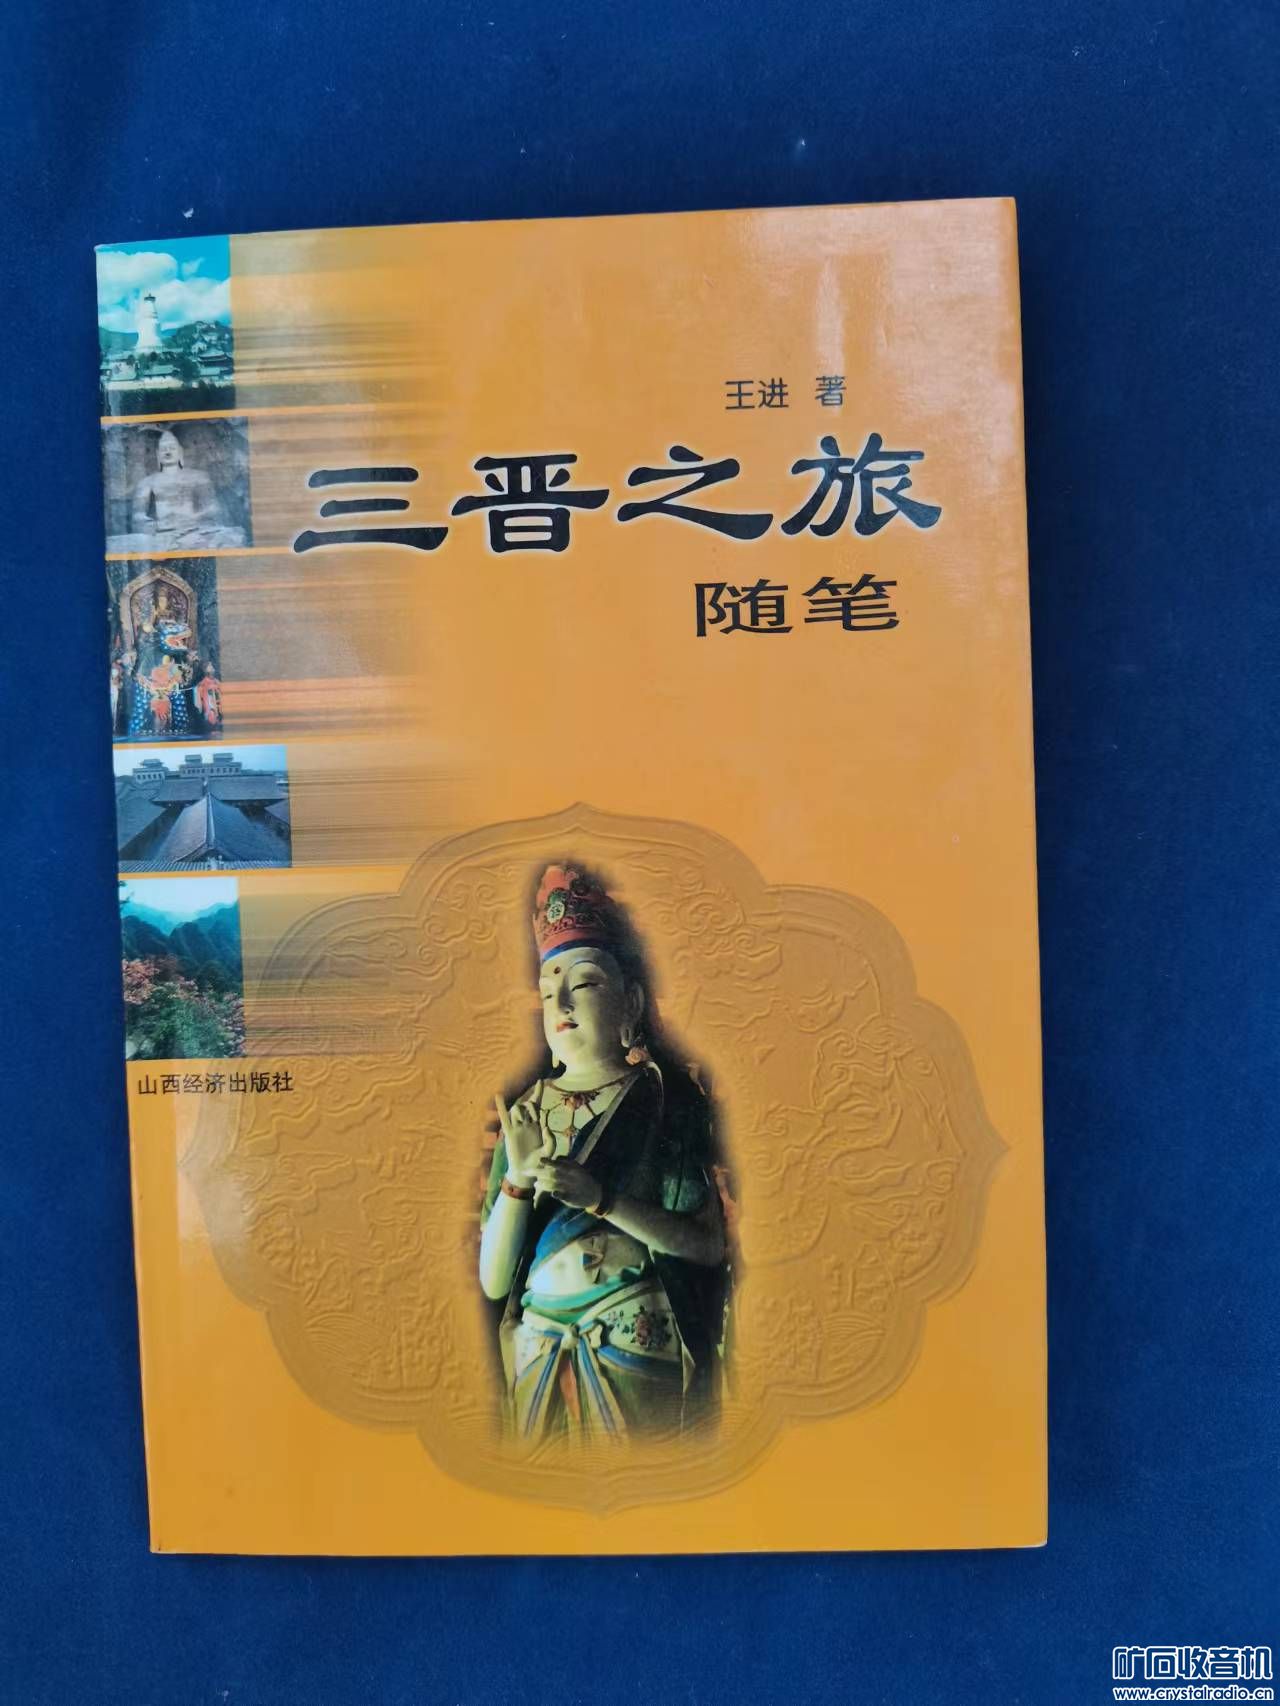 王进 著
三晋之旅
随笔
山西经济出版社
矿石收音机
www.crystalradio.cn